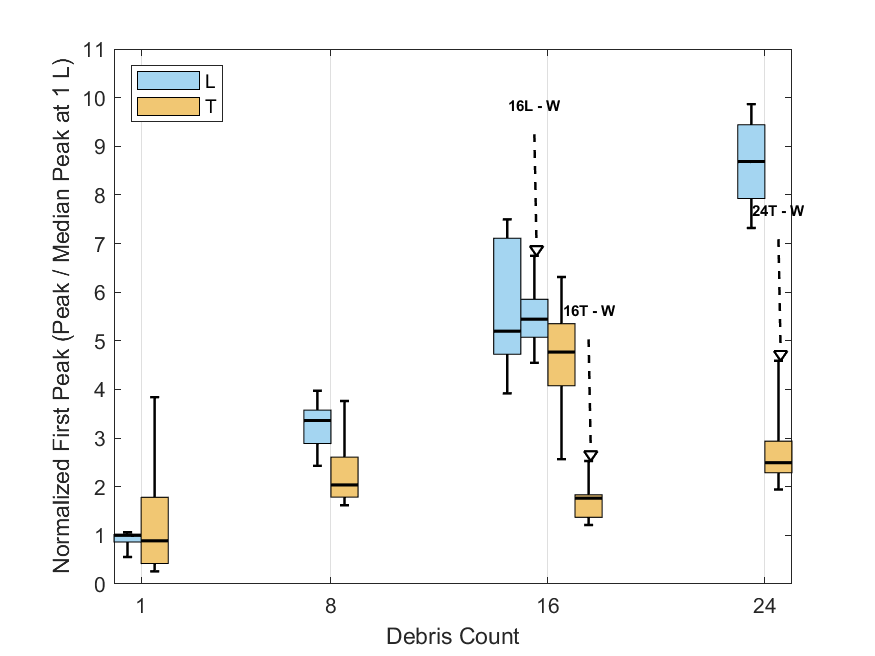 Normalized First Peak (Peak / Median Peak at 1 L)
11
10
9
8
7
6
5
4
3
2
1
0
L
T
16L - W
16T - W
24T - W
1
8
16
24
Debris Count